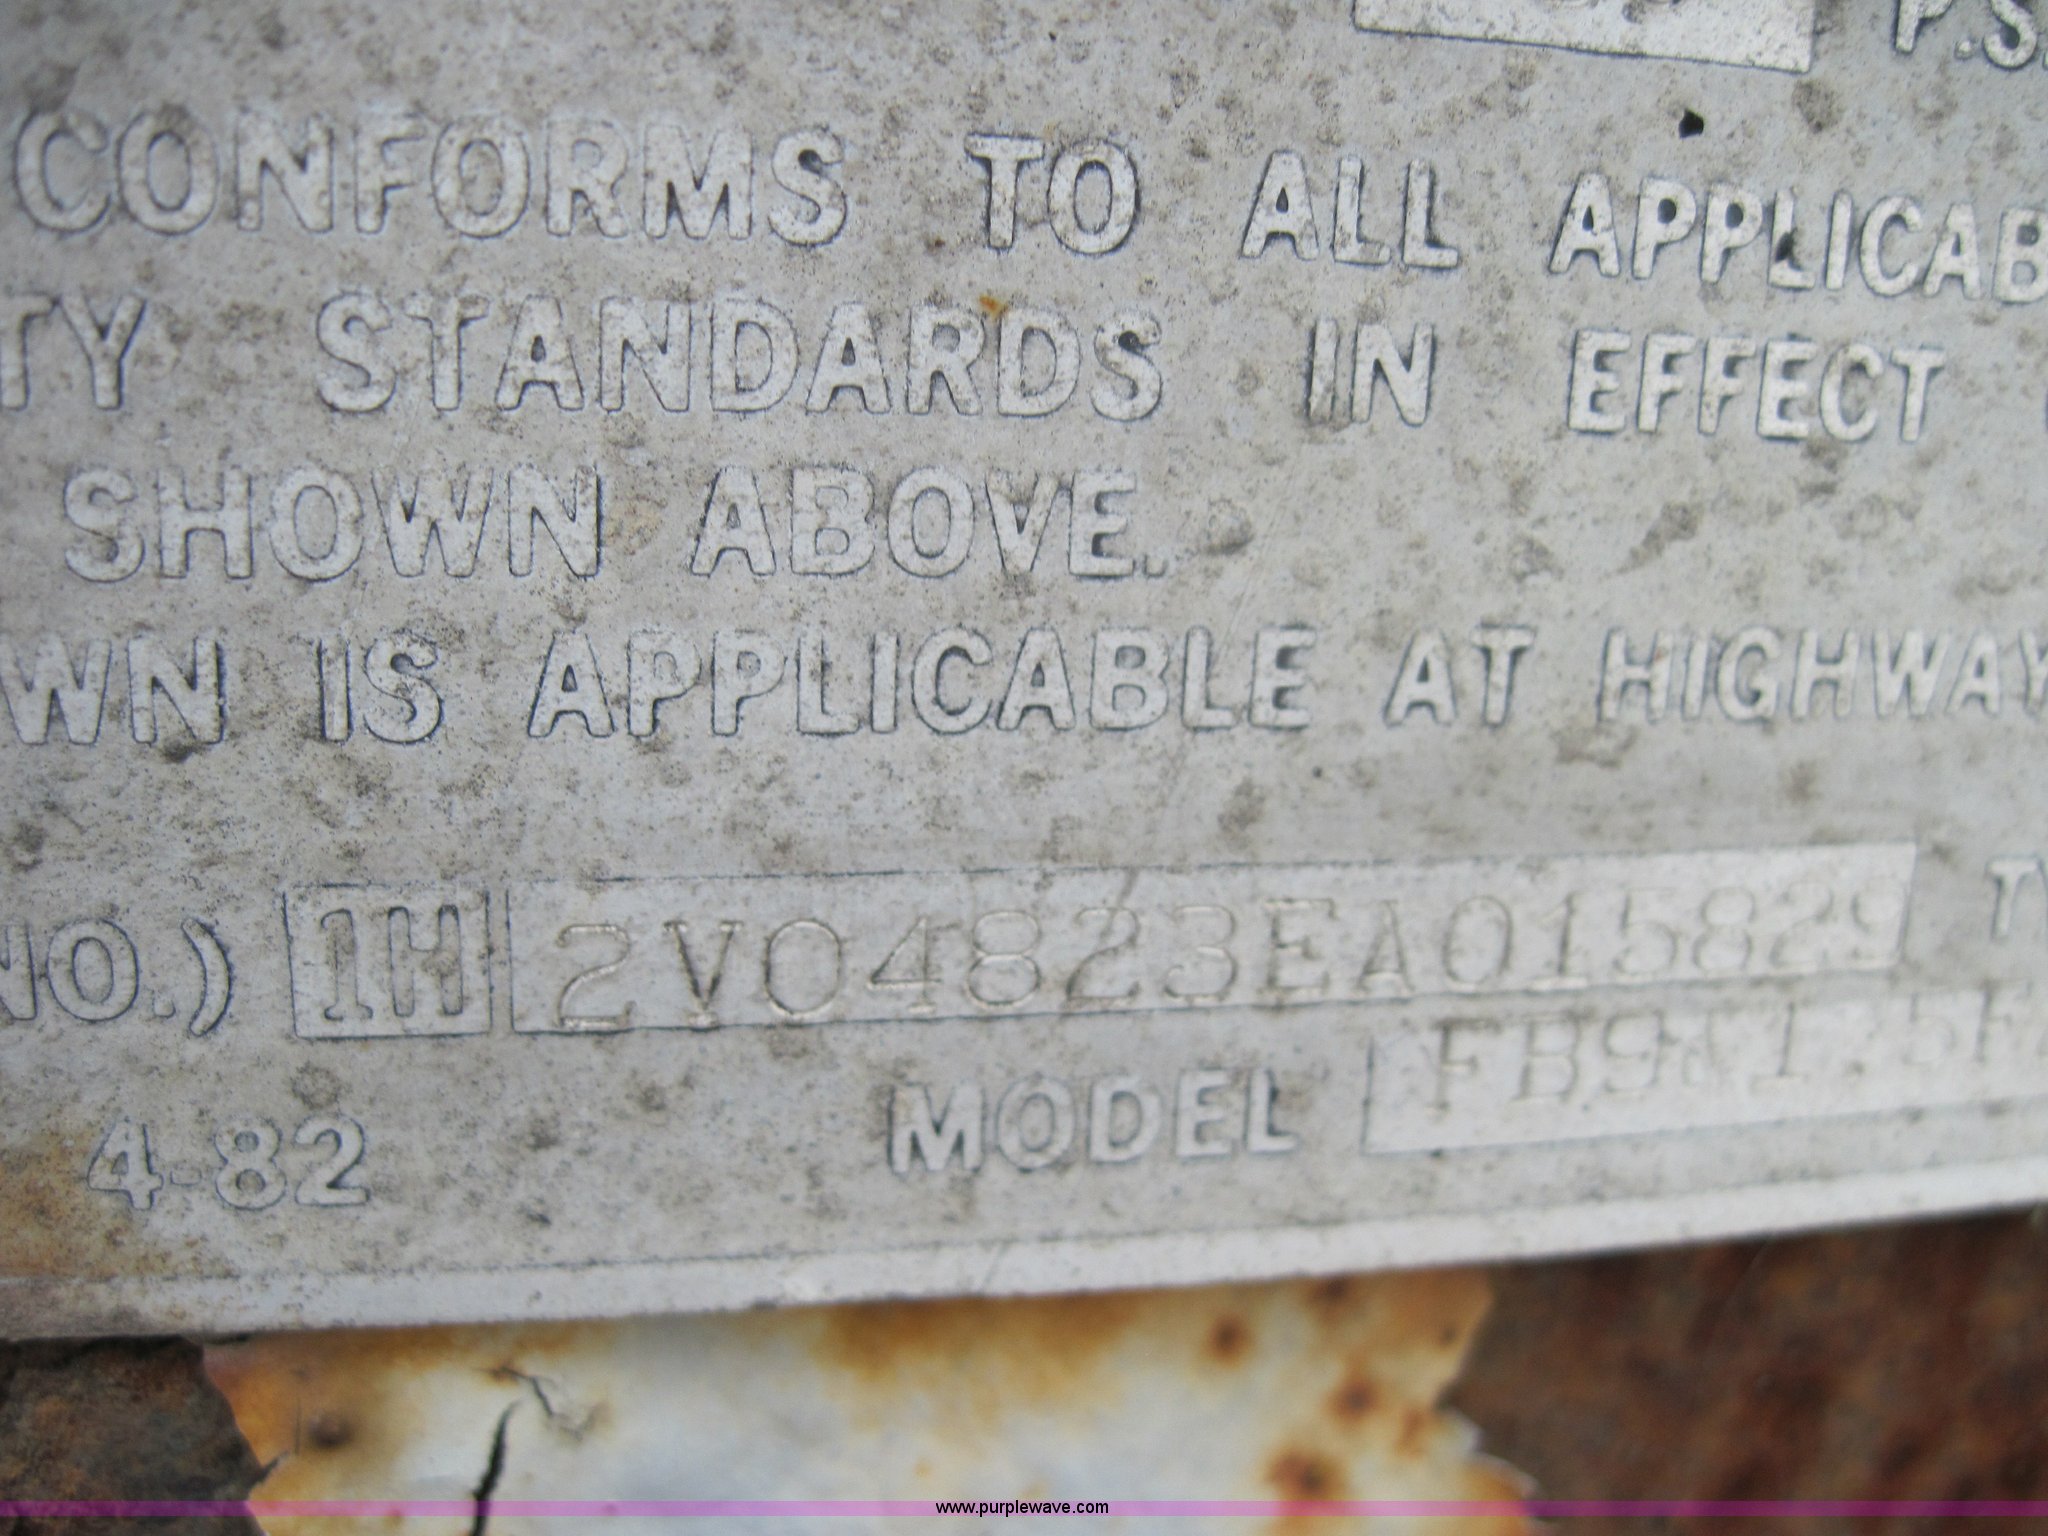 P.S.
CONFORMS TO ALL APPLICAB
TY STANDARDS IN EFFECT
SHOWN ABOVE.
WN IS APPLICABLE AT HIGHWAY
NO.) 1H 2V04823EA015829 TY
4-82 MODEL
www.purplewave.com